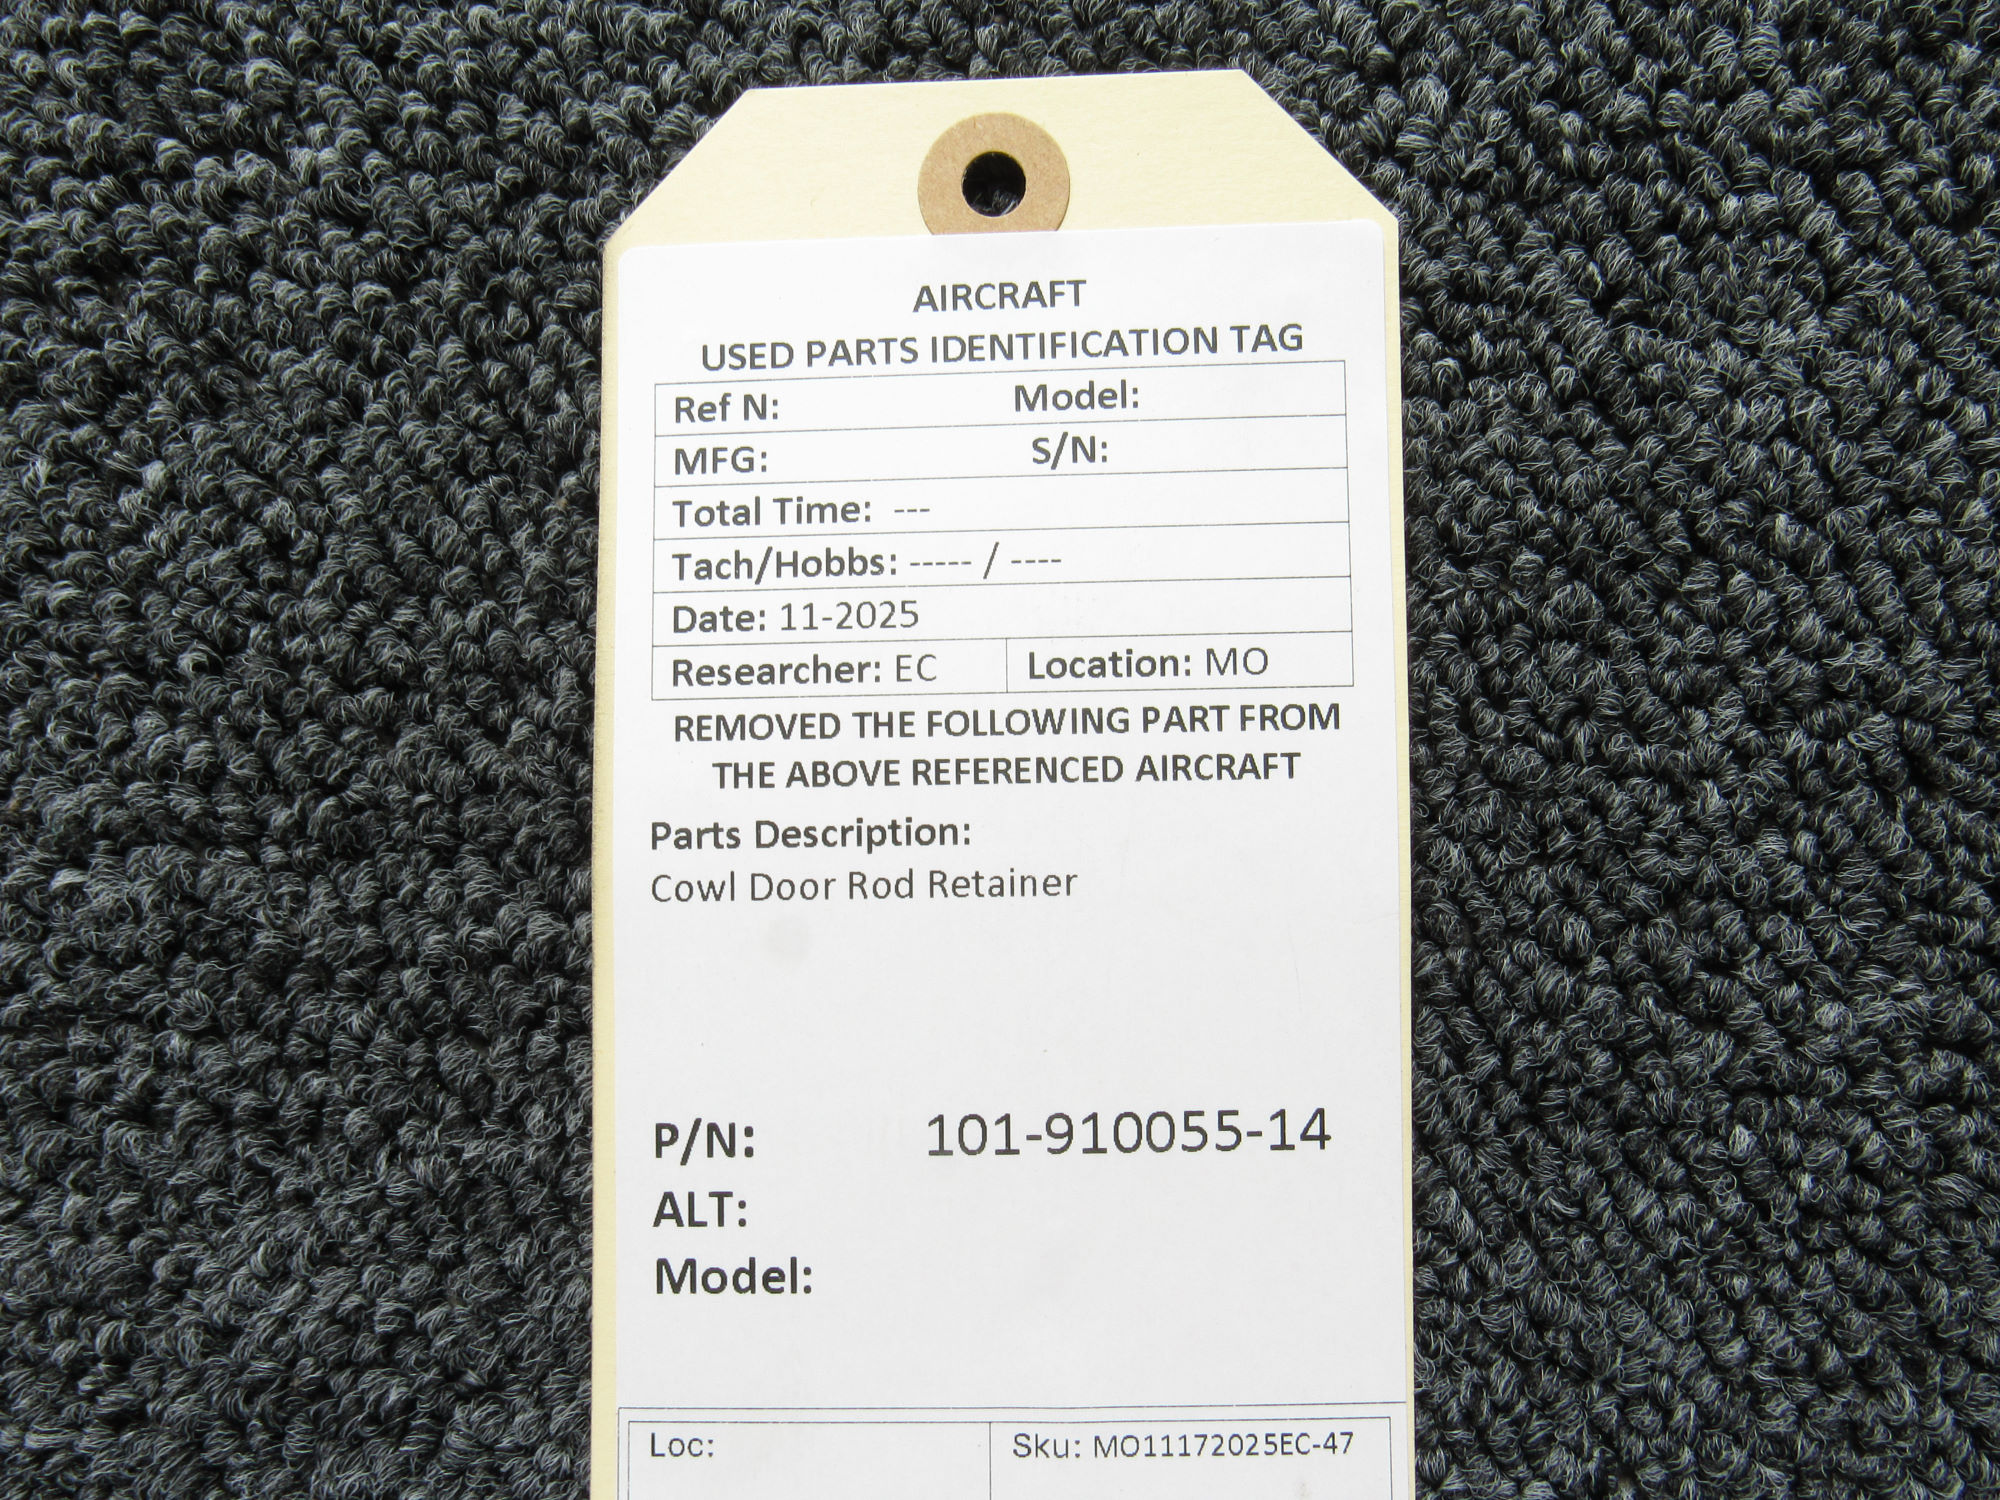 AIRCRAFT
USED PARTS IDENTIFICATION TAG
Ref N: Model:
MFG: S/N:
Total Time: ---
Tach/Hobbs: ----- / ----
Date: 11-2025
Researcher: EC Location: MO
REMOVED THE FOLLOWING PART FROM
THE ABOVE REFERENCED AIRCRAFT
Parts Description:
Cowl Door Rod Retainer
P/N: 101-910055-14
ALT:
Model:
Loc: Sku: MO11172025EC-47